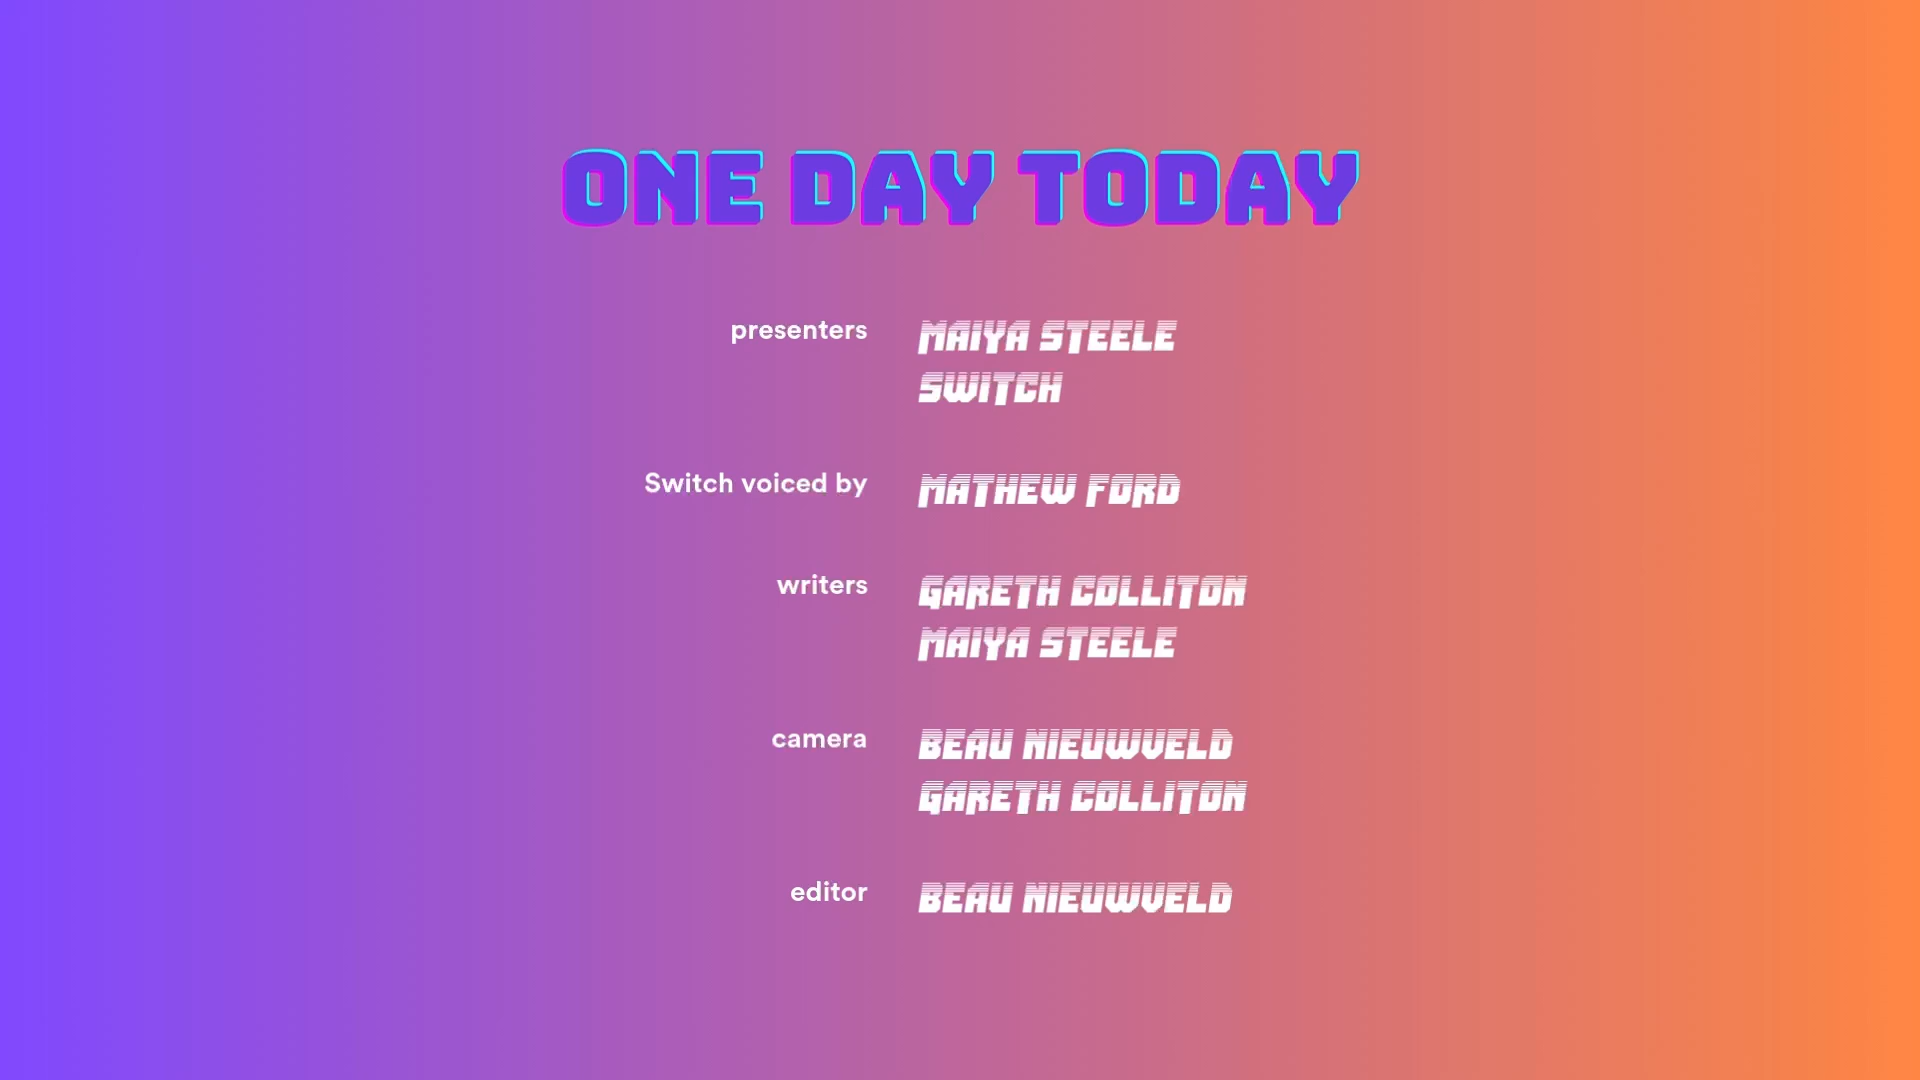 ONE DAY TODAY
presenters MAIYA STEELE
SWITCH
Switch voiced by MATHEW FORD
writers GARETH COLLITON
MAIYA STEELE
camera BEAU NIEUWVELD
GARETH COLLITON
editor BEAU NIEUWVELD